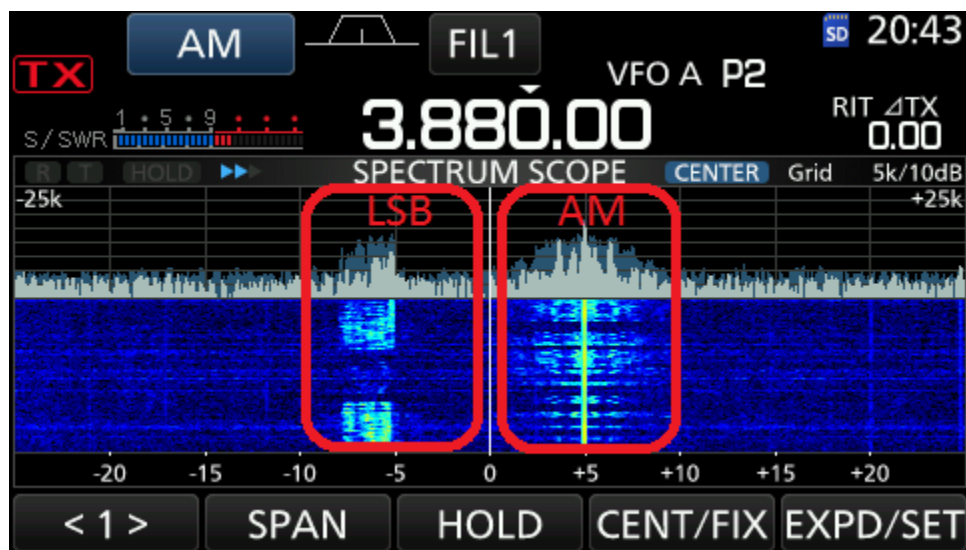 AM FIL1 SD 20:43
TX VFO A P2
S/SWR 1 • 5 • 9 • • • 3.880.00 RIT ⊿TX
0.00
R T HOLD ▶▶▶ SPECTRUM SCOPE CENTER Grid 5k/10dB
-25k LSB AM +25k
-20 -15 -10 -5 0 +5 +10 +15 +20
< 1 > SPAN HOLD CENT/FIX EXPD/SET